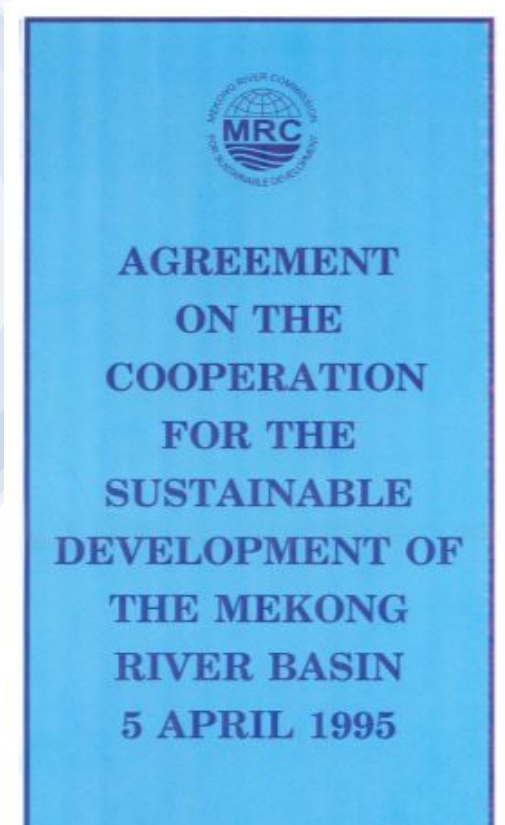 MEKONG RIVER COMMISSION
MRC
FOR SUSTAINABLE DEVELOPMENT
AGREEMENT
ON THE
COOPERATION
FOR THE
SUSTAINABLE
DEVELOPMENT OF
THE MEKONG
RIVER BASIN
5 APRIL 1995